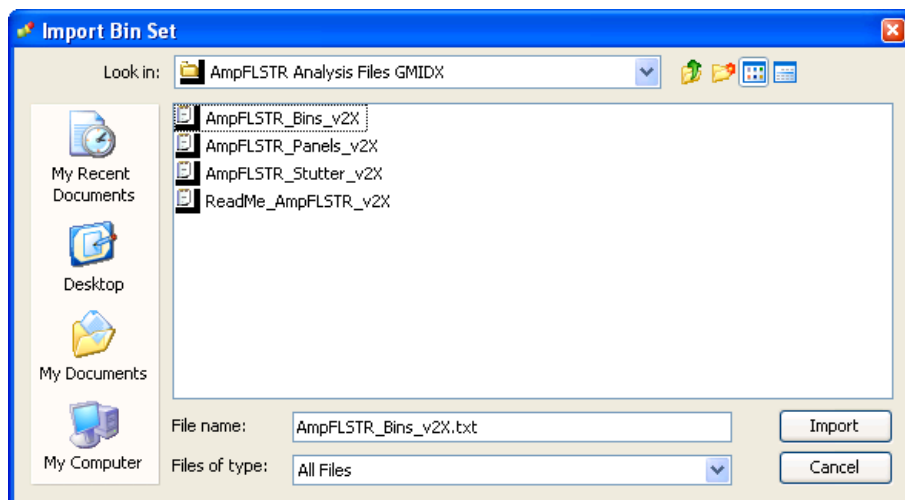 Import Bin Set
Look in:
AmpFLSTR Analysis Files GMIDX
AmpFLSTR_Bins_v2X
AmpFLSTR_Panels_v2X
AmpFLSTR_Stutter_v2X
ReadMe_AmpFLSTR_v2X
My Recent
Documents
Desktop
My Documents
My Computer
File name:
AmpFLSTR_Bins_v2X.txt
Import
Files of type:
All Files
Cancel